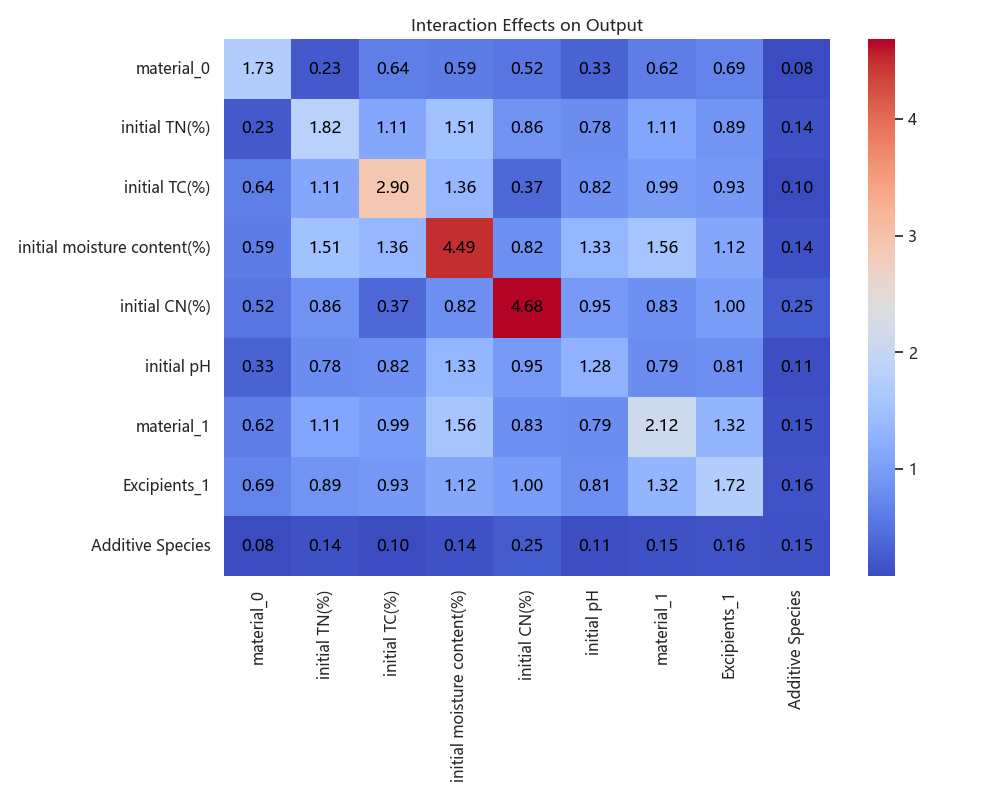 Interaction Effects on Output
material_0 1.73 0.23 0.64 0.59 0.52 0.33 0.62 0.69 0.08
initial TN(%) 0.23 1.82 1.11 1.51 0.86 0.78 1.11 0.89 0.14
initial TC(%) 0.64 1.11 2.90 1.36 0.37 0.82 0.99 0.93 0.10
initial moisture content(%) 0.59 1.51 1.36 4.49 0.82 1.33 1.56 1.12 0.14
initial CN(%) 0.52 0.86 0.37 0.82 4.68 0.95 0.83 1.00 0.25
initial pH 0.33 0.78 0.82 1.33 0.95 1.28 0.79 0.81 0.11
material_1 0.62 1.11 0.99 1.56 0.83 0.79 2.12 1.32 0.15
Excipients_1 0.69 0.89 0.93 1.12 1.00 0.81 1.32 1.72 0.16
Additive Species 0.08 0.14 0.10 0.14 0.25 0.11 0.15 0.16 0.15
material_0
initial TN(%)
initial TC(%)
initial moisture content(%)
initial CN(%)
initial pH
material_1
Excipients_1
Additive Species
4
3
2
1